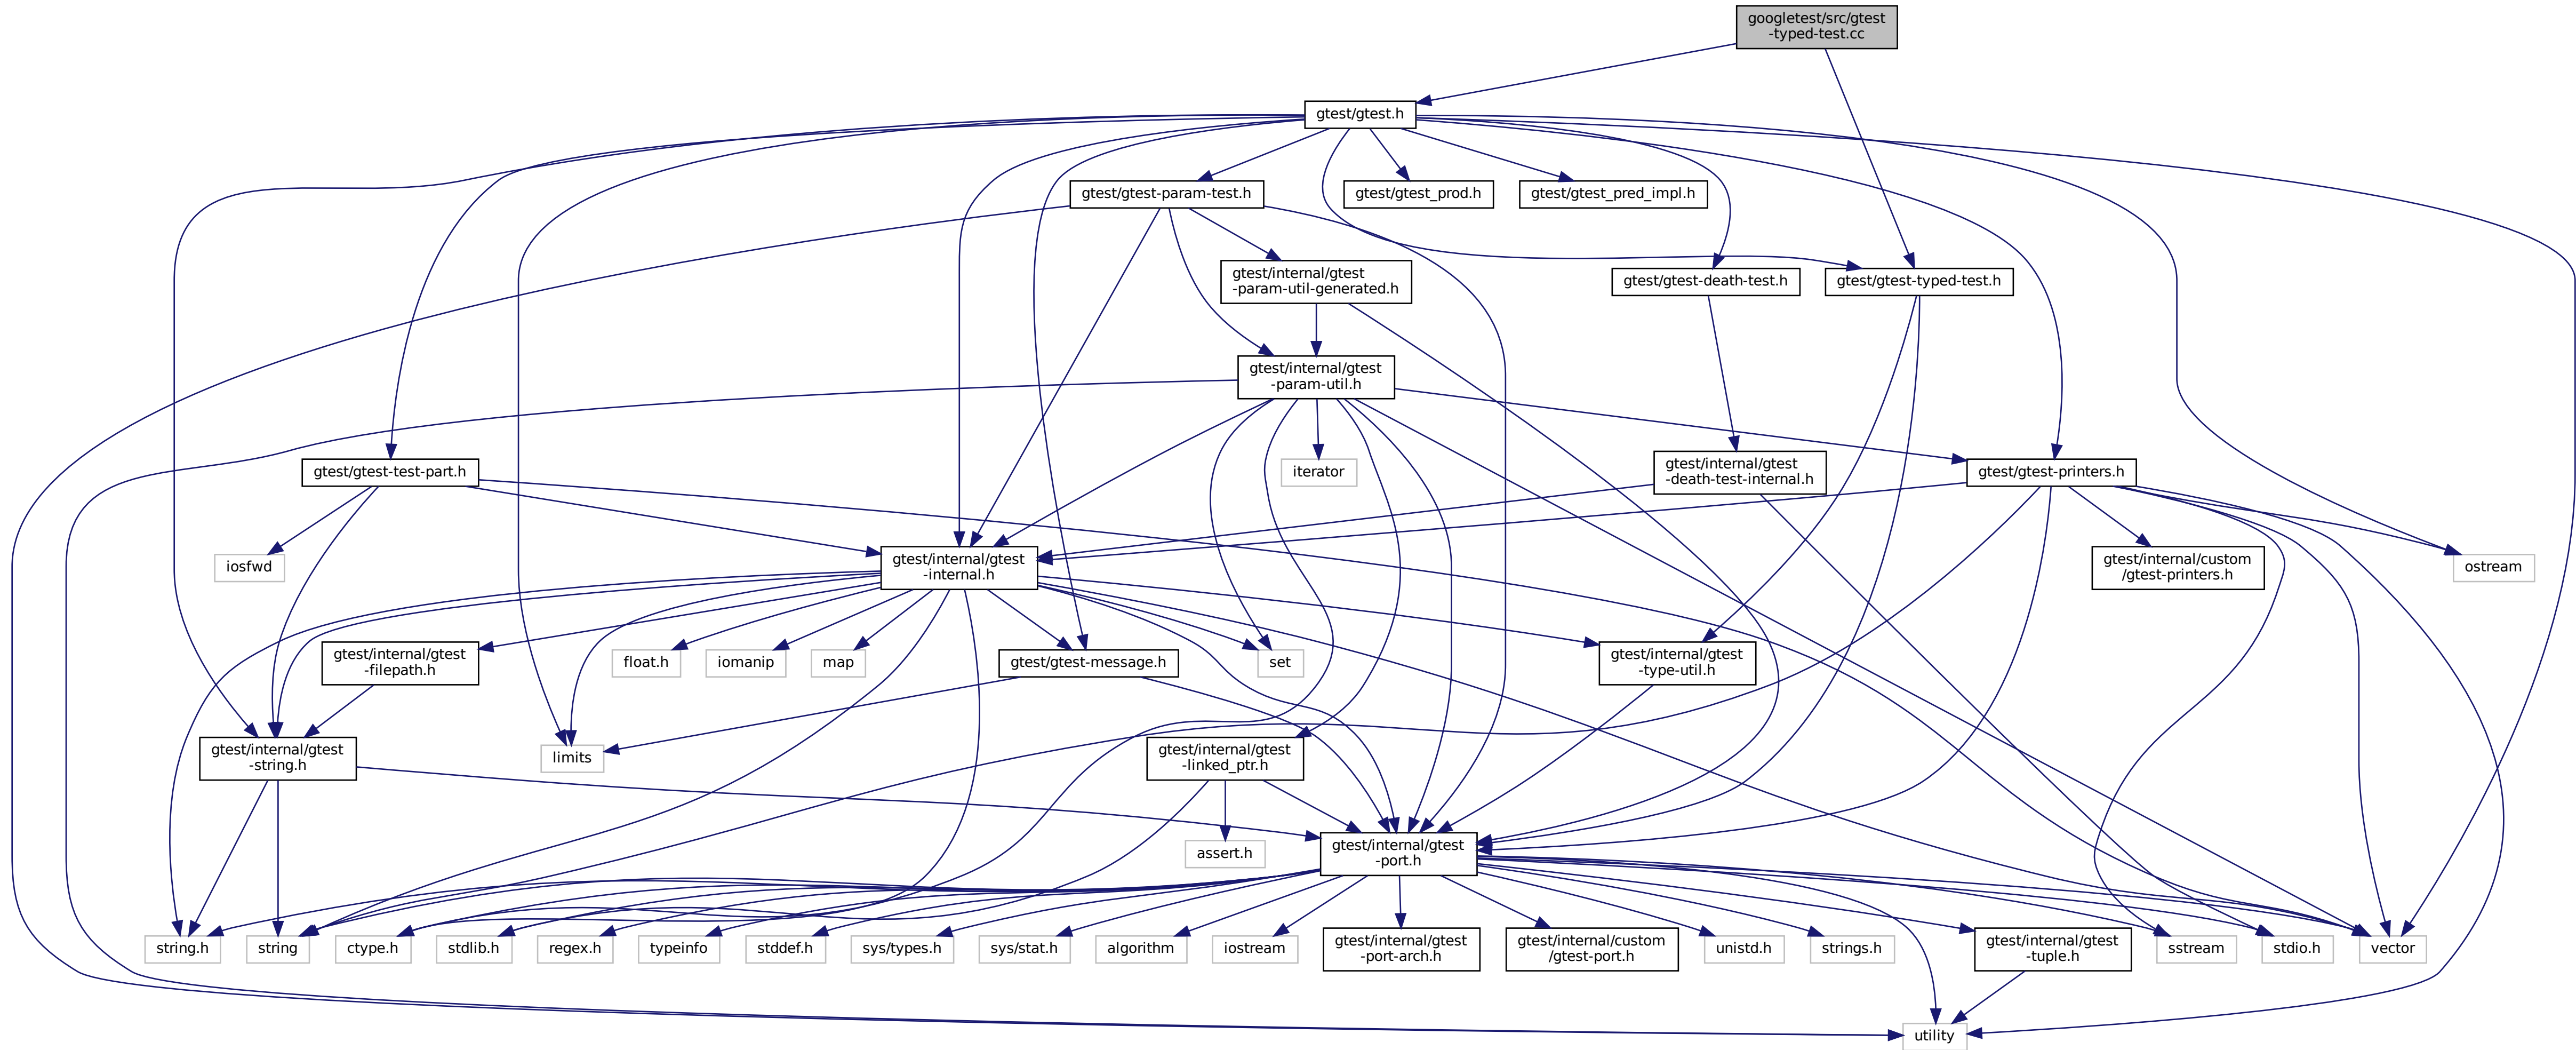 googletest/src/gtest
-typed-test.cc
gtest/gtest.h
gtest/gtest-param-test.h
gtest/gtest_prod.h
gtest/gtest_pred_impl.h
gtest/internal/gtest
-param-util-generated.h
gtest/gtest-death-test.h
gtest/gtest-typed-test.h
gtest/internal/gtest
-param-util.h
gtest/gtest-test-part.h
iterator
gtest/internal/gtest
-death-test-internal.h
gtest/gtest-printers.h
iosfwd
gtest/internal/gtest
-internal.h
gtest/internal/custom
/gtest-printers.h
ostream
gtest/internal/gtest
-filepath.h
float.h
iomanip
map
gtest/gtest-message.h
set
gtest/internal/gtest
-type-util.h
gtest/internal/gtest
-string.h
limits
gtest/internal/gtest
-linked_ptr.h
assert.h
gtest/internal/gtest
-port.h
string.h
string
ctype.h
stdlib.h
regex.h
typeinfo
stddef.h
sys/types.h
sys/stat.h
algorithm
iostream
gtest/internal/gtest
-port-arch.h
gtest/internal/custom
/gtest-port.h
unistd.h
strings.h
gtest/internal/gtest
-tuple.h
sstream
stdio.h
vector
utility